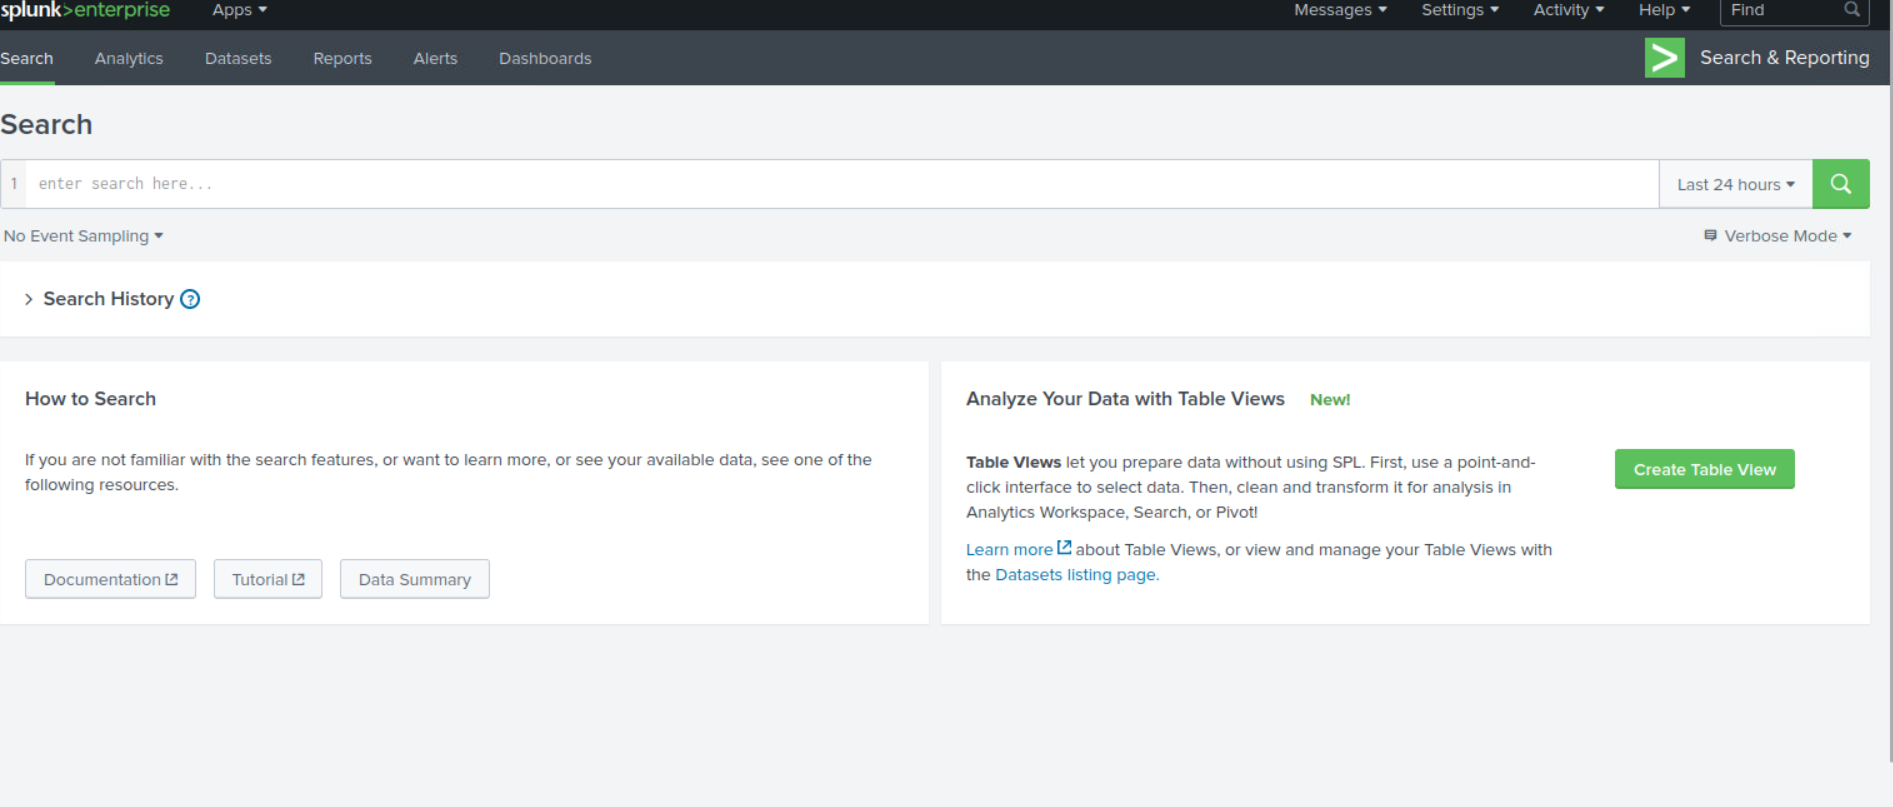 splunk>enterprise Apps Messages Settings Activity Help Find
Search Analytics Datasets Reports Alerts Dashboards Search & Reporting
Search
1 enter search here... Last 24 hours
No Event Sampling Verbose Mode
Search History ?
How to Search
If you are not familiar with the search features, or want to learn more, or see your available data, see one of the
following resources.
Documentation Tutorial Data Summary
Analyze Your Data with Table Views New!
Table Views let you prepare data without using SPL. First, use a point-and-
click interface to select data. Then, clean and transform it for analysis in
Analytics Workspace, Search, or Pivot!
Create Table View
Learn more about Table Views, or view and manage your Table Views with
the Datasets listing page.